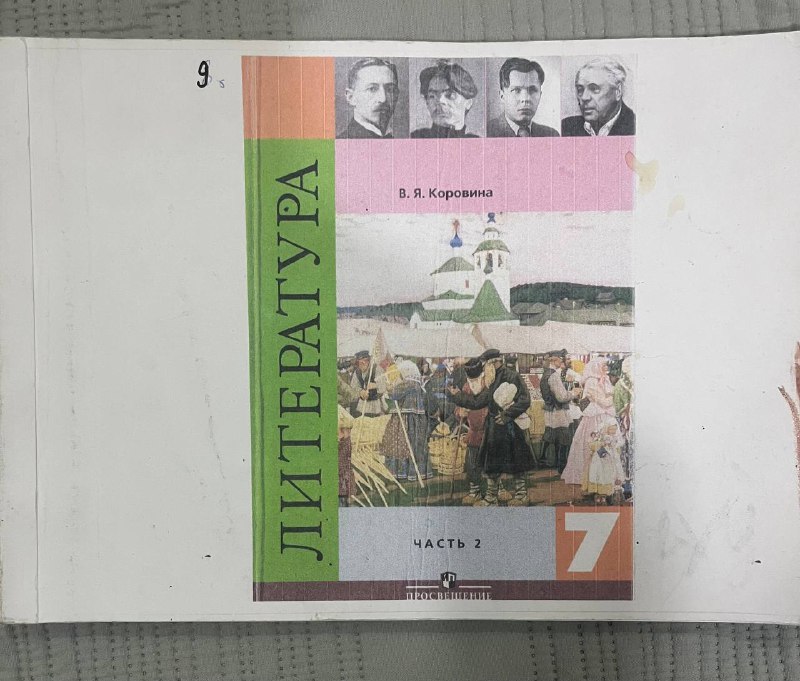 9
В. Я. Коровина
ЛИТЕРАТУРА
ЧАСТЬ 2
7
ПРОСВЕЩЕНИЕ